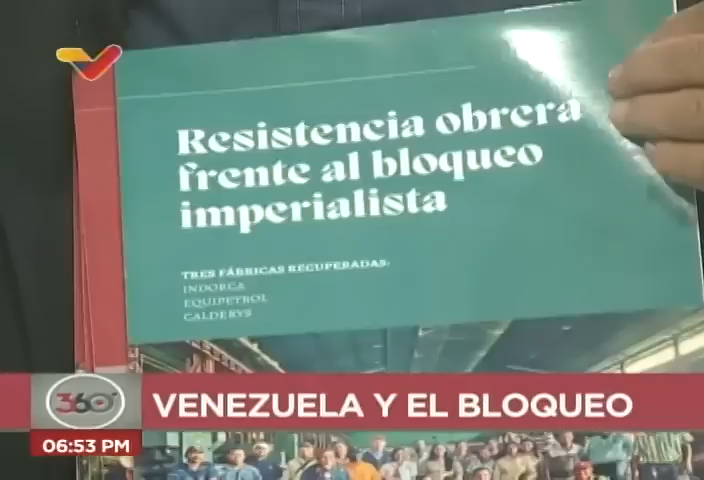 Resistencia obrera
frente al bloqueo
imperialista
TRES FÁBRICAS RECUPERADAS:
INDORCA
EQUIPETROL
CALDERYS
360°
VENEZUELA Y EL BLOQUEO
06:53 PM